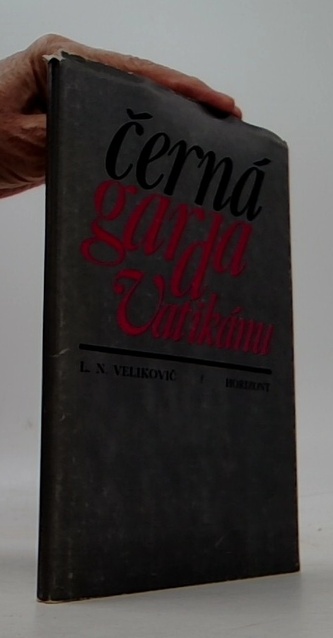 černá
garda
Vatikánu
L. N. VELIKOVIČ / HORIZONT